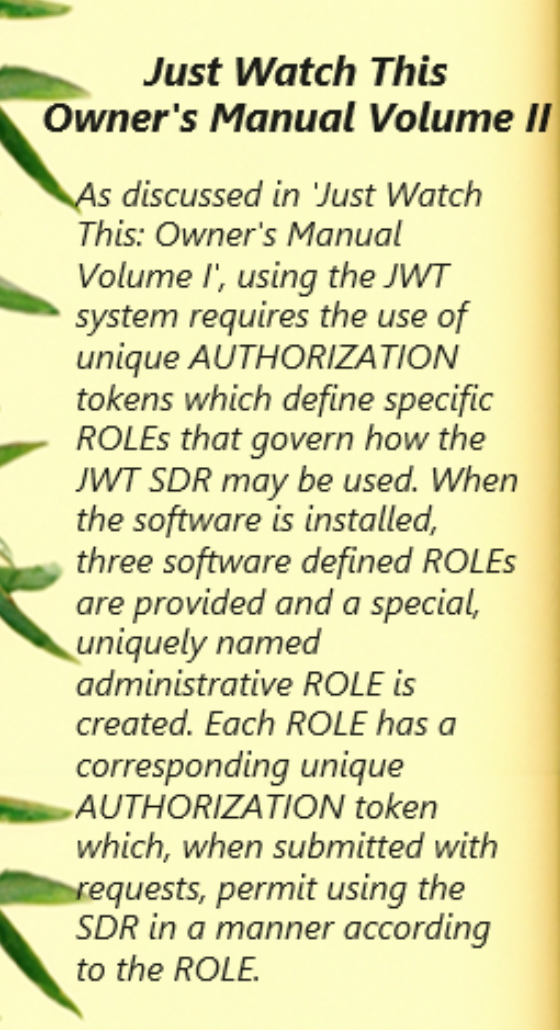 Just Watch This
Owner's Manual Volume II
As discussed in 'Just Watch
This: Owner's Manual
Volume I', using the JWT
system requires the use of
unique AUTHORIZATION
tokens which define specific
ROLEs that govern how the
JWT SDR may be used. When
the software is installed,
three software defined ROLEs
are provided and a special,
uniquely named
administrative ROLE is
created. Each ROLE has a
corresponding unique
AUTHORIZATION token
which, when submitted with
requests, permit using the
SDR in a manner according
to the ROLE.